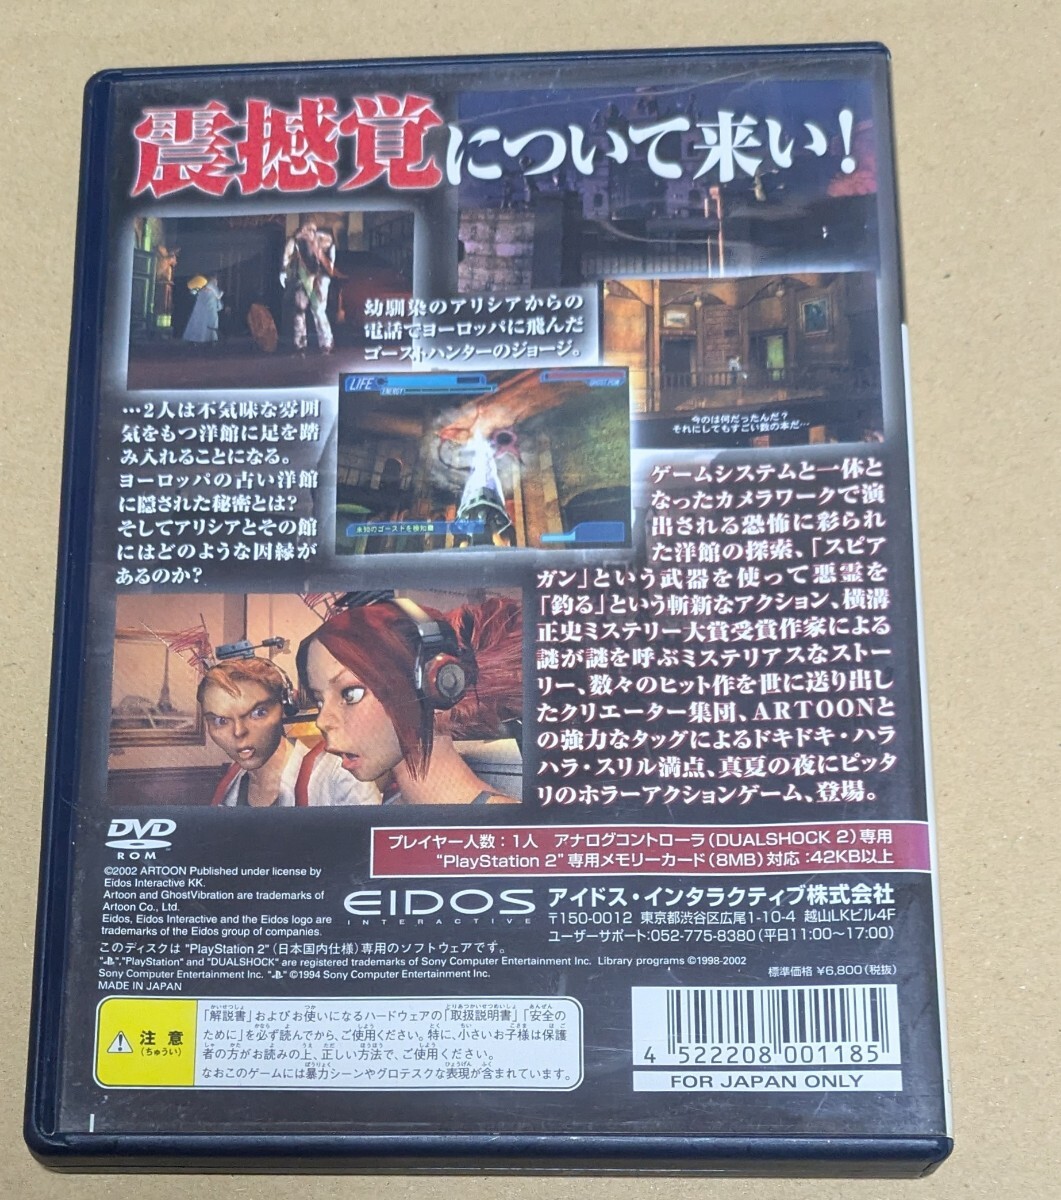 震撼覚について来い!
幼馴染のアリシアからの
電話でヨーロッパに飛んだ
ゴーストハンターのジョージ。
LIFE
ENERGY
GHOST POW
未知のゴーストを検知
今のは何だったんだ?
それにしてもすごい数の本だ…
…2人は不気味な雰囲
気をもつ洋館に足を踏
み入れることになる。
ヨーロッパの古い洋館
に隠された秘密とは?
そしてアリシアとその館
にはどのような因縁が
あるのか?
ゲームシステムと一体と
なったカメラワークで演
出される恐怖に彩られ
た洋館の探索、「スピア
ガン」という武器を使って悪霊を
「釣る」という斬新なアクション、横溝
正史ミステリー大賞受賞作家による
謎が謎を呼ぶミステリアスなストー
リー、数々のヒット作を世に送り出し
たクリエーター集団、ARTOONと
の強力なタッグによるドキドキ・ハラ
ハラ・スリル満点、真夏の夜にピッタ
リのホラーアクションゲーム、登場。
DVD
ROM
プレイヤー人数:1人 アナログコントローラ(DUALSHOCK 2)専用
"PlayStation 2"専用メモリーカード(8MB)対応:42KB以上
©2002 ARTOON Published under license by
Eidos Interactive KK.
Artoon and GhostVibration are trademarks of
Artoon Co., Ltd.
Eidos, Eidos Interactive and the Eidos logo are
trademarks of the Eidos group of companies.
EIDOS
INTERACTIVE
アイドス・インタラクティブ株式会社
〒150-0012 東京都渋谷区広尾1-10-4 越山LKビル4F
ユーザーサポート:052-775-8380(平日11:00~17:00)
このディスクは "PlayStation 2"(日本国内仕様)専用のソフトウェアです。
" ","PlayStation" and "DUALSHOCK" are registered trademarks of Sony Computer Entertainment Inc. Library programs ©1998-2002
Sony Computer Entertainment Inc. " " ©1994 Sony Computer Entertainment Inc.
MADE IN JAPAN
標準価格 ¥6,800(税抜)
注意
(ちゅうい)
「解説書」およびお使いになるハードウェアの「取扱説明書」「安全の
ために」を必ず読んでから、ご使用ください。特に、小さいお子様は保護
者の方がお読みの上、正しい方法で、ご使用ください。
なおこのゲームには暴力シーンやグロテスクな表現が含まれています。
4 522208 001185
FOR JAPAN ONLY